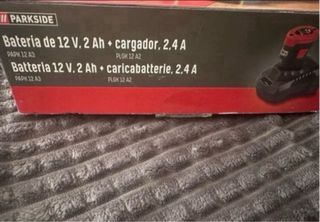 /// PARKSIDE
Bateria de 12 V, 2 Ah + cargador, 2,4 A
PAPK 12 A3 PLGK 12 A2
Batteria 12 V, 2 Ah + caricabatterie, 2,4 A
PAPK 12 A3 PLGK 12 A2